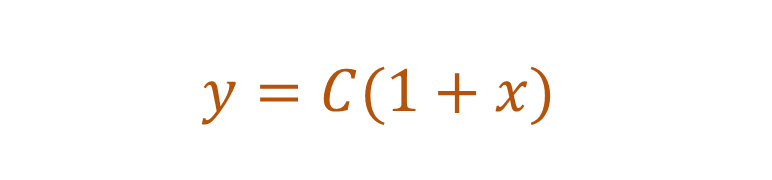 y = C(1 + x)